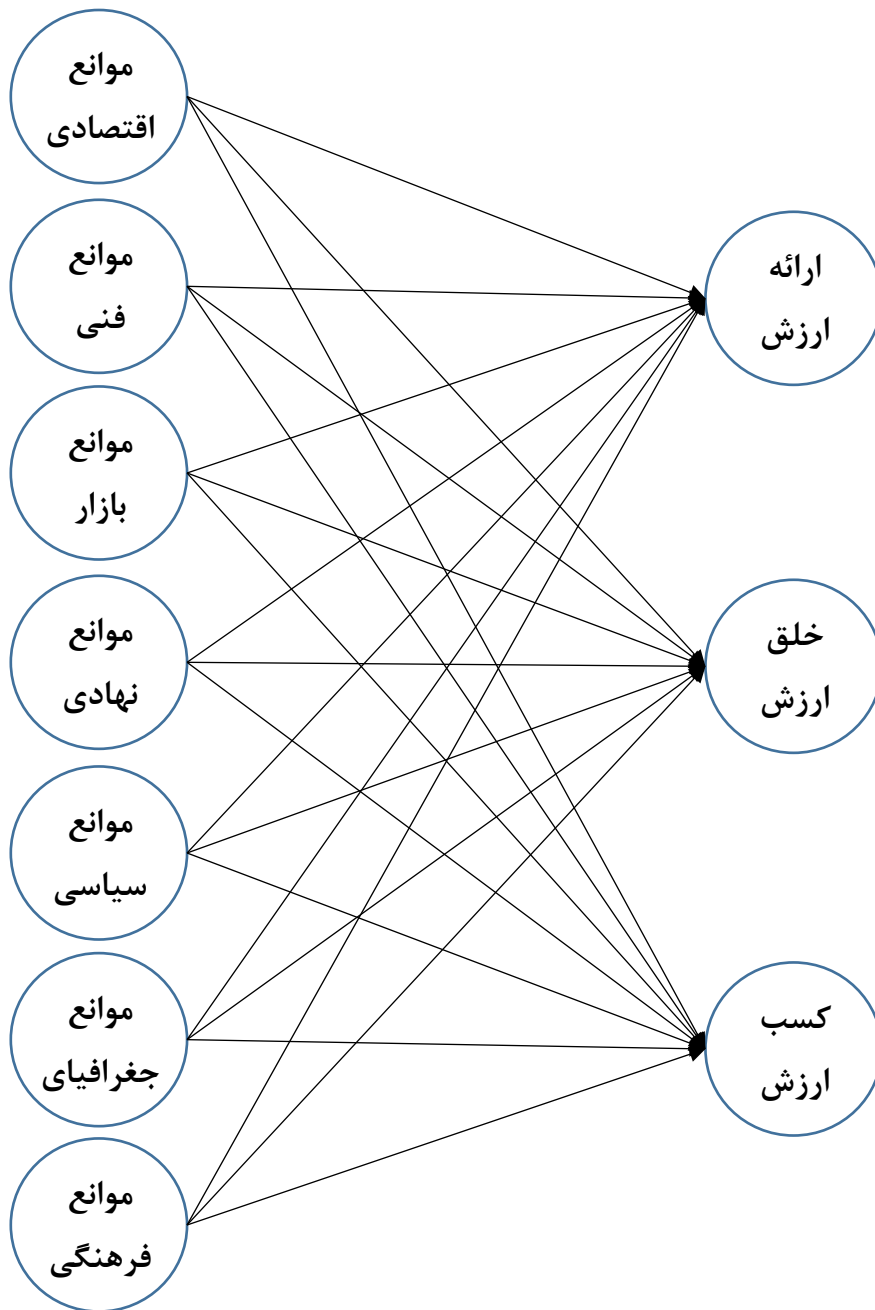 موانع
اقتصادی
موانع
فنی
موانع
بازار
موانع
نهادی
موانع
سیاسی
موانع
جغرافیای
موانع
فرهنگی
ارائه
ارزش
خلق
ارزش
کسب
ارزش